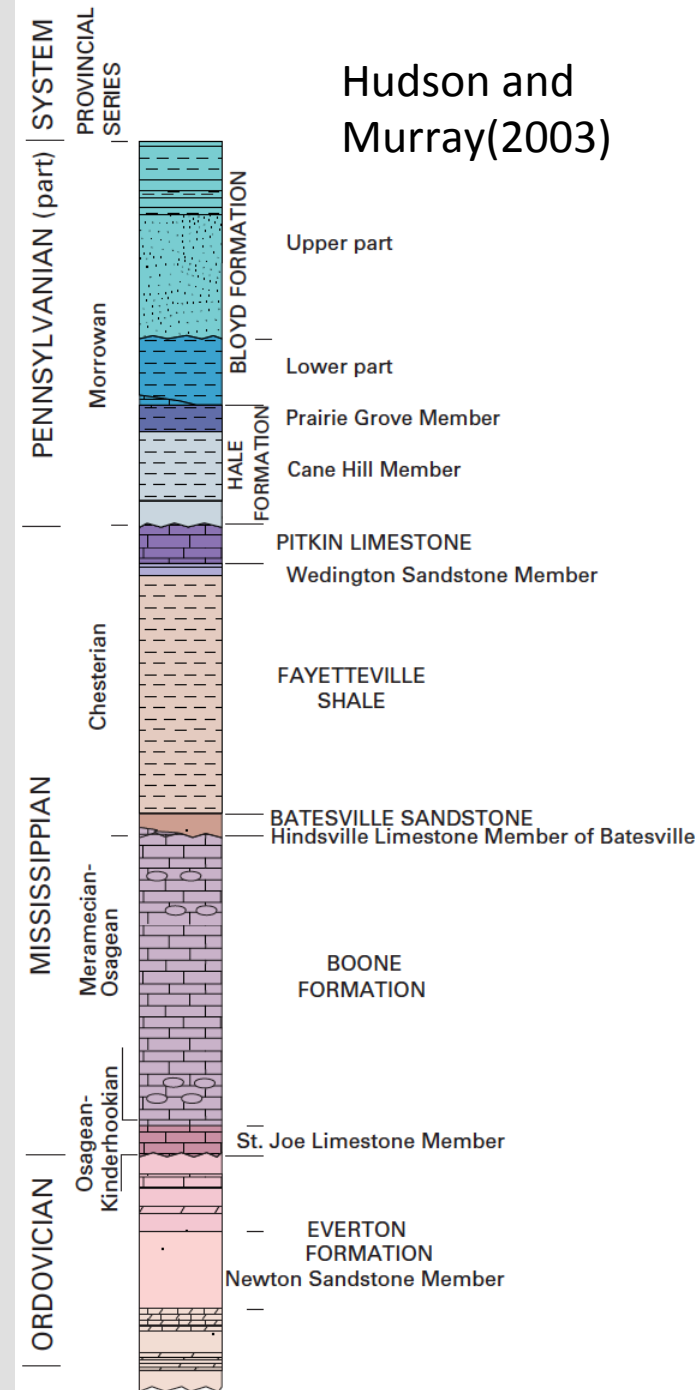 Hudson and
Murray(2003)
SYSTEM
PROVINCIAL
SERIES
PENNSYLVANIAN (part)
Morrowan
BLOYD FORMATION
Upper part
Lower part
HALE
FORMATION
Prairie Grove Member
Cane Hill Member
MISSISSIPPIAN
Chesterian
PITKIN LIMESTONE
Wedington Sandstone Member
FAYETTEVILLE
SHALE
BATESVILLE SANDSTONE
Hindsville Limestone Member of Batesville
Meramecian-
Osagean
BOONE
FORMATION
Osagean-
Kinderhookian
St. Joe Limestone Member
ORDOVICIAN
EVERTON
FORMATION
Newton Sandstone Member